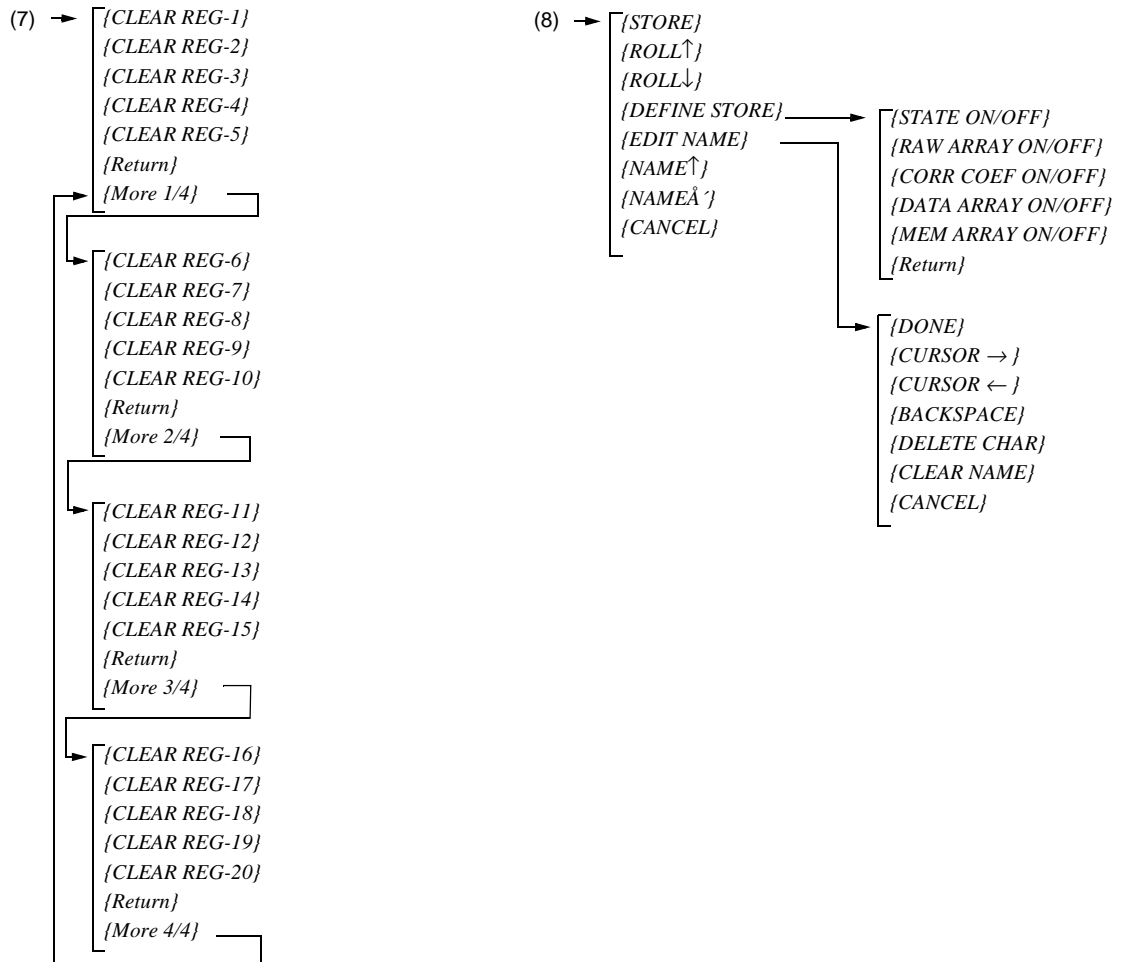 (7)
{CLEAR REG-1}
{CLEAR REG-2}
{CLEAR REG-3}
{CLEAR REG-4}
{CLEAR REG-5}
{Return}
{More 1/4}
{CLEAR REG-6}
{CLEAR REG-7}
{CLEAR REG-8}
{CLEAR REG-9}
{CLEAR REG-10}
{Return}
{More 2/4}
{CLEAR REG-11}
{CLEAR REG-12}
{CLEAR REG-13}
{CLEAR REG-14}
{CLEAR REG-15}
{Return}
{More 3/4}
{CLEAR REG-16}
{CLEAR REG-17}
{CLEAR REG-18}
{CLEAR REG-19}
{CLEAR REG-20}
{Return}
{More 4/4}
(8)
{STORE}
{ROLL↑}
{ROLL↓}
{DEFINE STORE}
{EDIT NAME}
{NAME↑}
{NAMEÅ´}
{CANCEL}
{STATE ON/OFF}
{RAW ARRAY ON/OFF}
{CORR COEF ON/OFF}
{DATA ARRAY ON/OFF}
{MEM ARRAY ON/OFF}
{Return}
{DONE}
{CURSOR → }
{CURSOR ← }
{BACKSPACE}
{DELETE CHAR}
{CLEAR NAME}
{CANCEL}